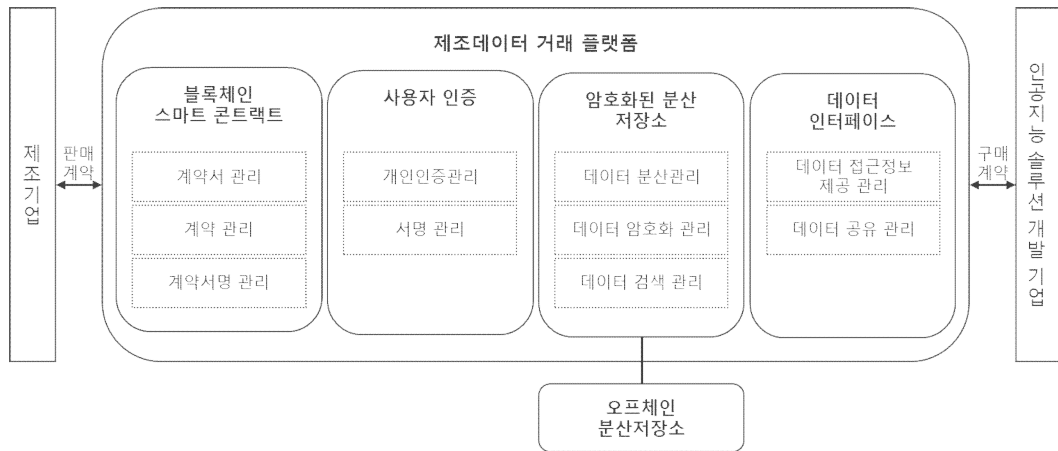 제조데이터 거래 플랫폼
제조기업
판매
계약
블록체인
스마트 콘트랙트
계약서 관리
계약 관리
계약서명 관리
사용자 인증
개인인증관리
서명 관리
암호화된 분산
저장소
데이터 분산관리
데이터 암호화 관리
데이터 검색 관리
데이터
인터페이스
데이터 접근정보
제공 관리
데이터 공유 관리
구매
계약
인공지능 솔루션 개발 기업
오프체인
분산저장소